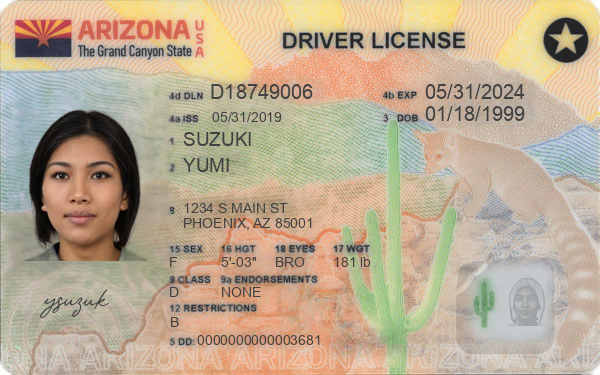 ARIZONA USA
The Grand Canyon State
DRIVER LICENSE
4d DLN D18749006
4b EXP 05/31/2024
4a ISS 05/31/2019
3 DOB 01/18/1999
1 SUZUKI
2 YUMI
8 1234 S MAIN ST
PHOENIX, AZ 85001
15 SEX 16 HGT 18 EYES 17 WGT
F 5'-03" BRO 181 lb
9 CLASS 9a ENDORSEMENTS
D NONE
12 RESTRICTIONS
B
5 DD: 0000000000003681
ysuzuk
ARIZONA ARIZONA ARIZONA ARIZONA